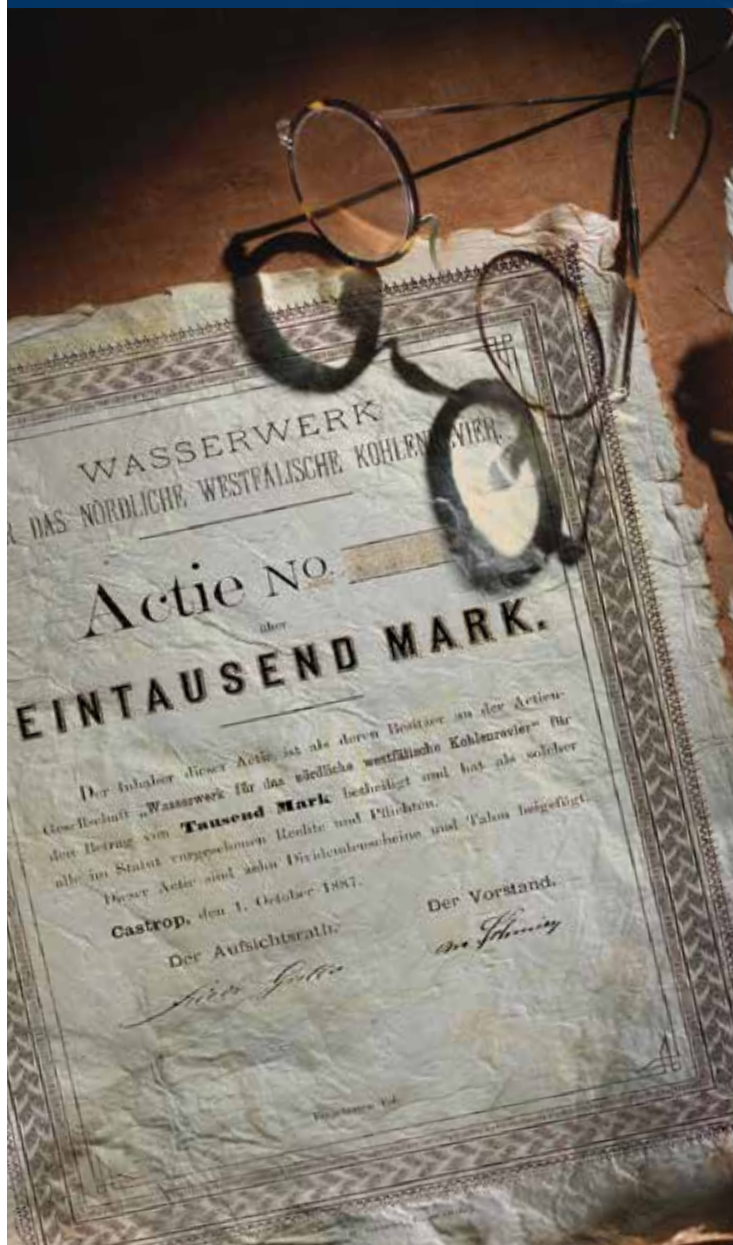 WASSERWERK
R DAS NÖRDLICHE WESTFÄLISCHE KOHLENREVIER.
Actie No.
über
EINTAUSEND MARK.
Der Inhaber dieser Actie ist als deren Besitzer an der Actien-
Gesellschaft „Wasserwerk für das nördliche westfälische Kohlenrevier" für
den Betrag von Tausend Mark betheiligt und hat als solcher
alle im Statut vorgesehenen Rechte und Pflichten.
Dieser Actie sind zehn Dividendenscheine und Talon beigefügt.
Castrop, den 1. October 1887.
Der Aufsichtsrath.
Der Vorstand.